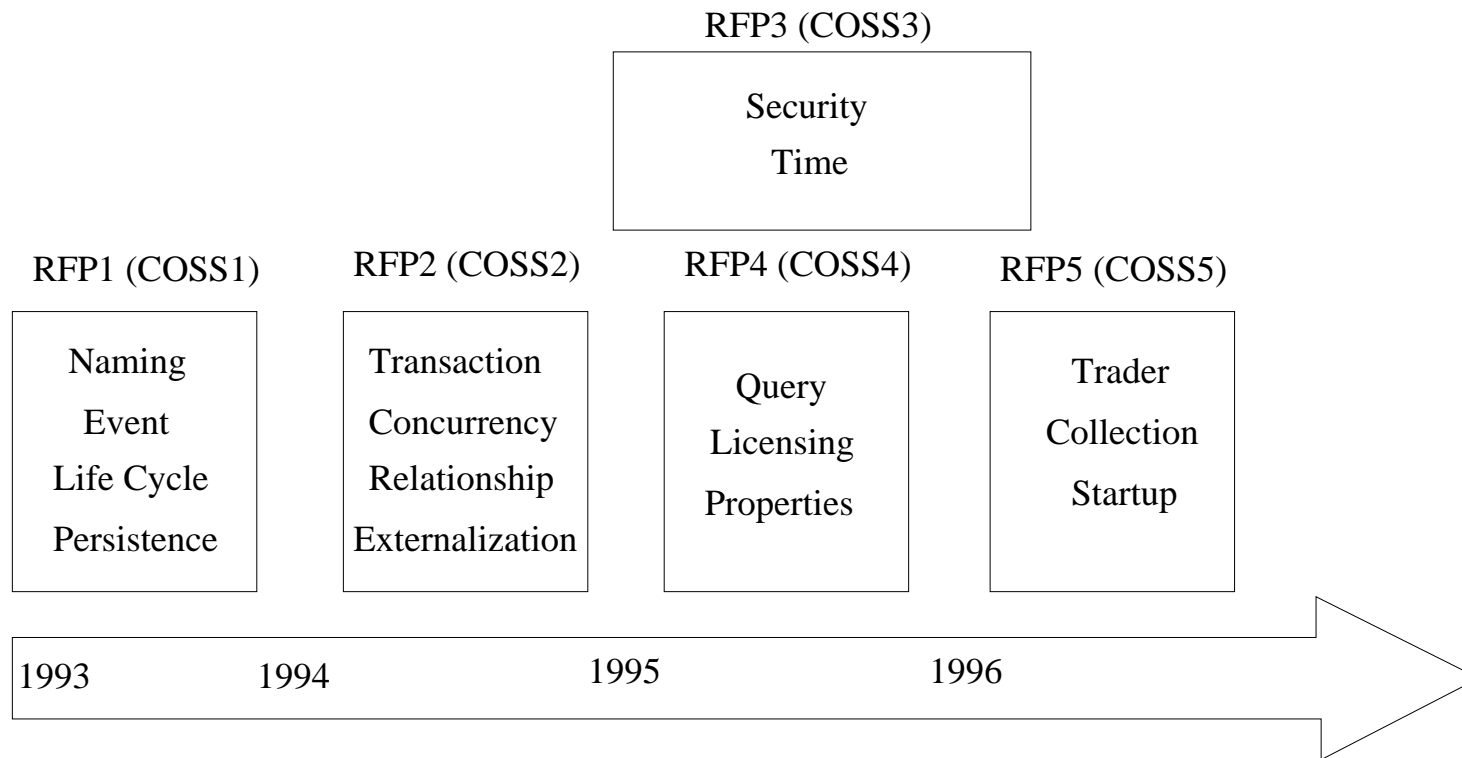 RFP3 (COSS3)
Security
Time
RFP1 (COSS1)
Naming
Event
Life Cycle
Persistence
RFP2 (COSS2)
Transaction
Concurrency
Relationship
Externalization
RFP4 (COSS4)
Query
Licensing
Properties
RFP5 (COSS5)
Trader
Collection
Startup
1993 1994 1995 1996